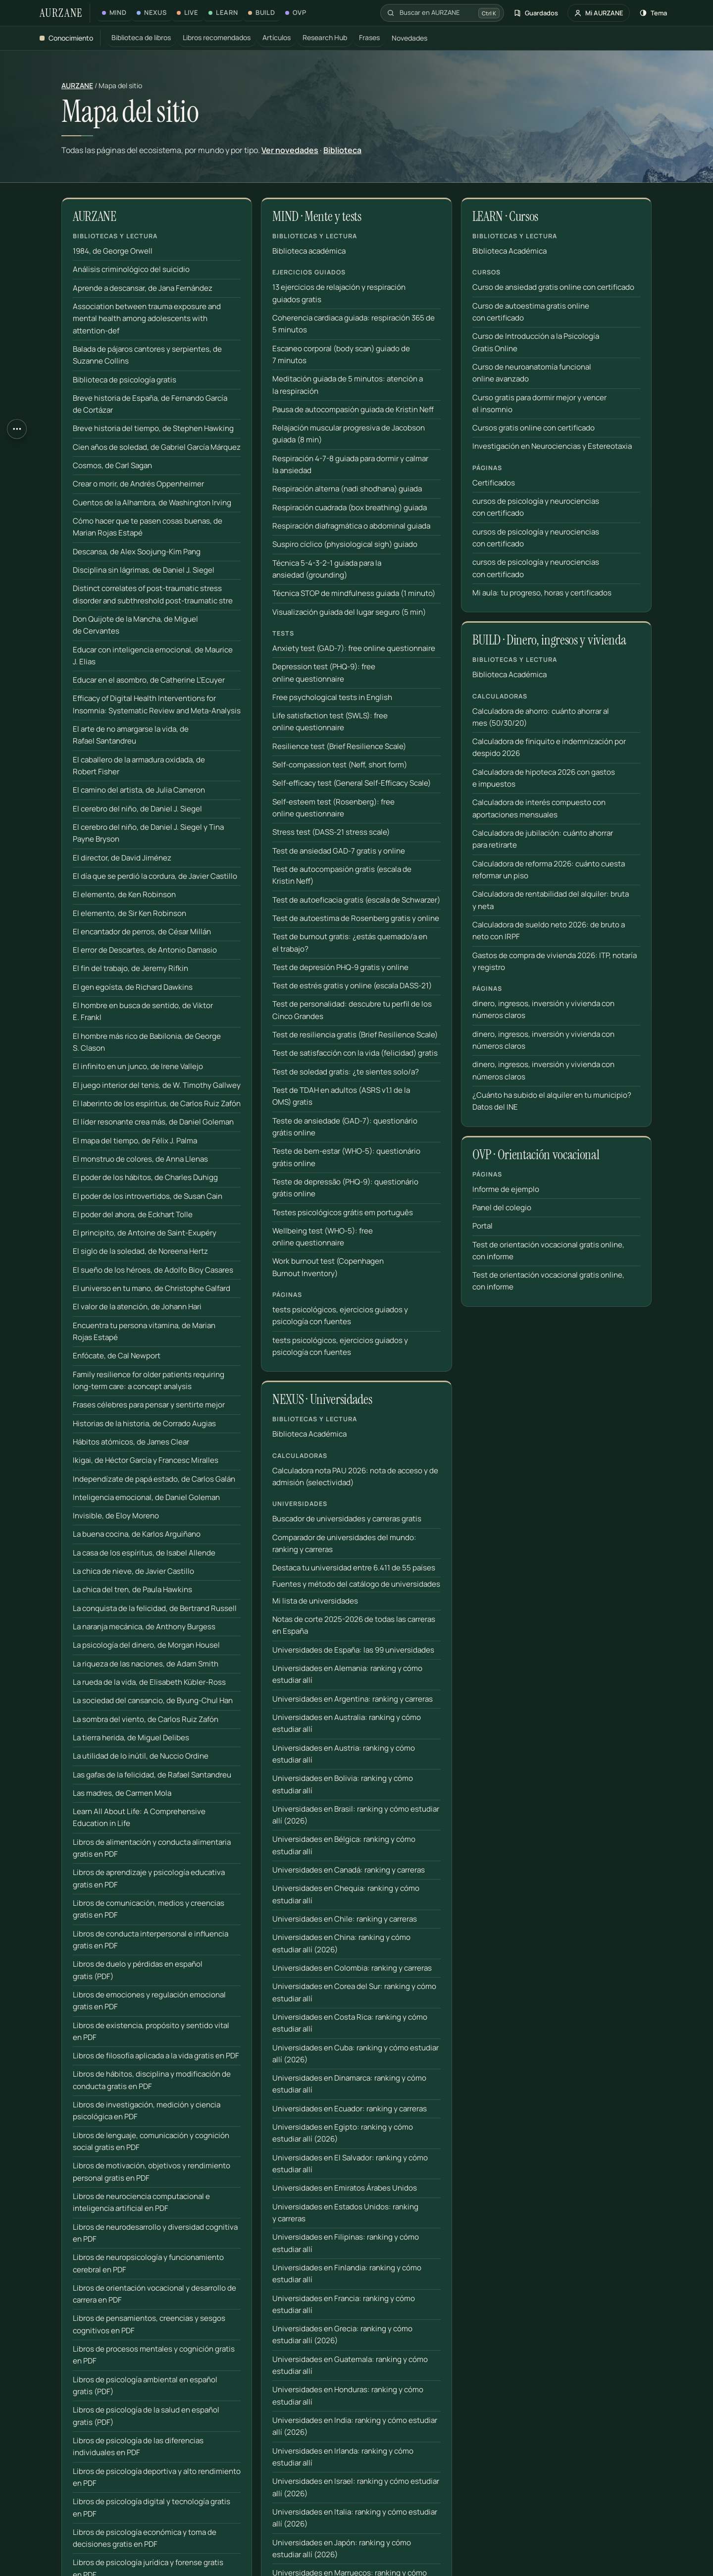 AURZANE
MIND
NEXUS
LIVE
LEARN
BUILD
OVP
Buscar en AURZANE
Ctrl K
Guardados
Mi AURZANE
Tema
Conocimiento
Biblioteca de libros
Libros recomendados
Artículos
Research Hub
Frases
Novedades
AURZANE / Mapa del sitio
Mapa del sitio
Todas las páginas del ecosistema, por mundo y por tipo. Ver novedades · Biblioteca
AURZANE
BIBLIOTECAS Y LECTURA
1984, de George Orwell
Análisis criminológico del suicidio
Aprende a descansar, de Jana Fernández
Association between trauma exposure and
mental health among adolescents with
attention-def
Balada de pájaros cantores y serpientes, de
Suzanne Collins
Biblioteca de psicología gratis
Breve historia de España, de Fernando García
de Cortázar
Breve historia del tiempo, de Stephen Hawking
Cien años de soledad, de Gabriel García Márquez
Cosmos, de Carl Sagan
Crear o morir, de Andrés Oppenheimer
Cuentos de la Alhambra, de Washington Irving
Cómo hacer que te pasen cosas buenas, de
Marian Rojas Estapé
Descansa, de Alex Soojung-Kim Pang
Disciplina sin lágrimas, de Daniel J. Siegel
Distinct correlates of post-traumatic stress
disorder and subthreshold post-traumatic stre
Don Quijote de la Mancha, de Miguel
de Cervantes
Educar con inteligencia emocional, de Maurice
J. Elias
Educar en el asombro, de Catherine L'Ecuyer
Efficacy of Digital Health Interventions for
Insomnia: Systematic Review and Meta-Analysis
El arte de no amargarse la vida, de
Rafael Santandreu
El caballero de la armadura oxidada, de
Robert Fisher
El camino del artista, de Julia Cameron
El cerebro del niño, de Daniel J. Siegel
El cerebro del niño, de Daniel J. Siegel y Tina
Payne Bryson
El director, de David Jiménez
El día que se perdió la cordura, de Javier Castillo
El elemento, de Ken Robinson
El elemento, de Sir Ken Robinson
El encantador de perros, de César Millán
El error de Descartes, de Antonio Damasio
El fin del trabajo, de Jeremy Rifkin
El gen egoísta, de Richard Dawkins
El hombre en busca de sentido, de Viktor
E. Frankl
El hombre más rico de Babilonia, de George
S. Clason
El infinito en un junco, de Irene Vallejo
El juego interior del tenis, de W. Timothy Gallwey
El laberinto de los espíritus, de Carlos Ruiz Zafón
El líder resonante crea más, de Daniel Goleman
El mapa del tiempo, de Félix J. Palma
El monstruo de colores, de Anna Llenas
El poder de los hábitos, de Charles Duhigg
El poder de los introvertidos, de Susan Cain
El poder del ahora, de Eckhart Tolle
El principito, de Antoine de Saint-Exupéry
El siglo de la soledad, de Noreena Hertz
El sueño de los héroes, de Adolfo Bioy Casares
El universo en tu mano, de Christophe Galfard
El valor de la atención, de Johann Hari
Encuentra tu persona vitamina, de Marian
Rojas Estapé
Enfócate, de Cal Newport
Family resilience for older patients requiring
long-term care: a concept analysis
Frases célebres para pensar y sentirte mejor
Historias de la historia, de Corrado Augias
Hábitos atómicos, de James Clear
Ikigai, de Héctor García y Francesc Miralles
Independízate de papá estado, de Carlos Galán
Inteligencia emocional, de Daniel Goleman
Invisible, de Eloy Moreno
La buena cocina, de Karlos Arguiñano
La casa de los espíritus, de Isabel Allende
La chica de nieve, de Javier Castillo
La chica del tren, de Paula Hawkins
La conquista de la felicidad, de Bertrand Russell
La naranja mecánica, de Anthony Burgess
La psicología del dinero, de Morgan Housel
La riqueza de las naciones, de Adam Smith
La rueda de la vida, de Elisabeth Kübler-Ross
La sociedad del cansancio, de Byung-Chul Han
La sombra del viento, de Carlos Ruiz Zafón
La tierra herida, de Miguel Delibes
La utilidad de lo inútil, de Nuccio Ordine
Las gafas de la felicidad, de Rafael Santandreu
Las madres, de Carmen Mola
Learn All About Life: A Comprehensive
Education in Life
Libros de alimentación y conducta alimentaria
gratis en PDF
Libros de aprendizaje y psicología educativa
gratis en PDF
Libros de comunicación, medios y creencias
gratis en PDF
Libros de conducta interpersonal e influencia
gratis en PDF
Libros de duelo y pérdidas en español
gratis (PDF)
Libros de emociones y regulación emocional
gratis en PDF
Libros de existencia, propósito y sentido vital
en PDF
Libros de filosofía aplicada a la vida gratis en PDF
Libros de hábitos, disciplina y modificación de
conducta gratis en PDF
Libros de investigación, medición y ciencia
psicológica en PDF
Libros de lenguaje, comunicación y cognición
social gratis en PDF
Libros de motivación, objetivos y rendimiento
personal gratis en PDF
Libros de neurociencia computacional e
inteligencia artificial en PDF
Libros de neurodesarrollo y diversidad cognitiva
en PDF
Libros de neuropsicología y funcionamiento
cerebral en PDF
Libros de orientación vocacional y desarrollo de
carrera en PDF
Libros de pensamientos, creencias y sesgos
cognitivos en PDF
Libros de procesos mentales y cognición gratis
en PDF
Libros de psicología ambiental en español
gratis (PDF)
Libros de psicología de la salud en español
gratis (PDF)
Libros de psicología de las diferencias
individuales en PDF
Libros de psicología deportiva y alto rendimiento
en PDF
Libros de psicología digital y tecnología gratis
en PDF
Libros de psicología económica y toma de
decisiones gratis en PDF
Libros de psicología jurídica y forense gratis
en PDF
MIND · Mente y tests
BIBLIOTECAS Y LECTURA
Biblioteca académica
EJERCICIOS GUIADOS
13 ejercicios de relajación y respiración
guiados gratis
Coherencia cardiaca guiada: respiración 365 de
5 minutos
Escaneo corporal (body scan) guiado de
7 minutos
Meditación guiada de 5 minutos: atención a
la respiración
Pausa de autocompasión guiada de Kristin Neff
Relajación muscular progresiva de Jacobson
guiada (8 min)
Respiración 4-7-8 guiada para dormir y calmar
la ansiedad
Respiración alterna (nadi shodhana) guiada
Respiración cuadrada (box breathing) guiada
Respiración diafragmática o abdominal guiada
Suspiro cíclico (physiological sigh) guiado
Técnica 5-4-3-2-1 guiada para la
ansiedad (grounding)
Técnica STOP de mindfulness guiada (1 minuto)
Visualización guiada del lugar seguro (5 min)
TESTS
Anxiety test (GAD-7): free online questionnaire
Depression test (PHQ-9): free
online questionnaire
Free psychological tests in English
Life satisfaction test (SWLS): free
online questionnaire
Resilience test (Brief Resilience Scale)
Self-compassion test (Neff, short form)
Self-efficacy test (General Self-Efficacy Scale)
Self-esteem test (Rosenberg): free
online questionnaire
Stress test (DASS-21 stress scale)
Test de ansiedad GAD-7 gratis y online
Test de autocompasión gratis (escala de
Kristin Neff)
Test de autoeficacia gratis (escala de Schwarzer)
Test de autoestima de Rosenberg gratis y online
Test de burnout gratis: ¿estás quemado/a en
el trabajo?
Test de depresión PHQ-9 gratis y online
Test de estrés gratis y online (escala DASS-21)
Test de personalidad: descubre tu perfil de los
Cinco Grandes
Test de resiliencia gratis (Brief Resilience Scale)
Test de satisfacción con la vida (felicidad) gratis
Test de soledad gratis: ¿te sientes solo/a?
Test de TDAH en adultos (ASRS v1.1 de la
OMS) gratis
Teste de ansiedade (GAD-7): questionário
grátis online
Teste de bem-estar (WHO-5): questionário
grátis online
Teste de depressão (PHQ-9): questionário
grátis online
Testes psicológicos grátis em português
Wellbeing test (WHO-5): free
online questionnaire
Work burnout test (Copenhagen
Burnout Inventory)
PÁGINAS
tests psicológicos, ejercicios guiados y
psicología con fuentes
tests psicológicos, ejercicios guiados y
psicología con fuentes
NEXUS · Universidades
BIBLIOTECAS Y LECTURA
Biblioteca Académica
CALCULADORAS
Calculadora nota PAU 2026: nota de acceso y de
admisión (selectividad)
UNIVERSIDADES
Buscador de universidades y carreras gratis
Comparador de universidades del mundo:
ranking y carreras
Destaca tu universidad entre 6.411 de 55 países
Fuentes y método del catálogo de universidades
Mi lista de universidades
Notas de corte 2025-2026 de todas las carreras
en España
Universidades de España: las 99 universidades
Universidades en Alemania: ranking y cómo
estudiar allí
Universidades en Argentina: ranking y carreras
Universidades en Australia: ranking y cómo
estudiar allí
Universidades en Austria: ranking y cómo
estudiar allí
Universidades en Bolivia: ranking y cómo
estudiar allí
Universidades en Brasil: ranking y cómo estudiar
allí (2026)
Universidades en Bélgica: ranking y cómo
estudiar allí
Universidades en Canadá: ranking y carreras
Universidades en Chequia: ranking y cómo
estudiar allí
Universidades en Chile: ranking y carreras
Universidades en China: ranking y cómo
estudiar allí (2026)
Universidades en Colombia: ranking y carreras
Universidades en Corea del Sur: ranking y cómo
estudiar allí
Universidades en Costa Rica: ranking y cómo
estudiar allí
Universidades en Cuba: ranking y cómo estudiar
allí (2026)
Universidades en Dinamarca: ranking y cómo
estudiar allí
Universidades en Ecuador: ranking y carreras
Universidades en Egipto: ranking y cómo
estudiar allí (2026)
Universidades en El Salvador: ranking y cómo
estudiar allí
Universidades en Emiratos Árabes Unidos
Universidades en Estados Unidos: ranking
y carreras
Universidades en Filipinas: ranking y cómo
estudiar allí
Universidades en Finlandia: ranking y cómo
estudiar allí
Universidades en Francia: ranking y cómo
estudiar allí
Universidades en Grecia: ranking y cómo
estudiar allí (2026)
Universidades en Guatemala: ranking y cómo
estudiar allí
Universidades en Honduras: ranking y cómo
estudiar allí
Universidades en India: ranking y cómo estudiar
allí (2026)
Universidades en Irlanda: ranking y cómo
estudiar allí
Universidades en Israel: ranking y cómo estudiar
allí (2026)
Universidades en Italia: ranking y cómo estudiar
allí (2026)
Universidades en Japón: ranking y cómo
estudiar allí (2026)
Universidades en Marruecos: ranking y cómo
LEARN · Cursos
BIBLIOTECAS Y LECTURA
Biblioteca Académica
CURSOS
Curso de ansiedad gratis online con certificado
Curso de autoestima gratis online
con certificado
Curso de Introducción a la Psicología
Gratis Online
Curso de neuroanatomía funcional
online avanzado
Curso gratis para dormir mejor y vencer
el insomnio
Cursos gratis online con certificado
Investigación en Neurociencias y Estereotaxia
PÁGINAS
Certificados
cursos de psicología y neurociencias
con certificado
cursos de psicología y neurociencias
con certificado
cursos de psicología y neurociencias
con certificado
Mi aula: tu progreso, horas y certificados
BUILD · Dinero, ingresos y vivienda
BIBLIOTECAS Y LECTURA
Biblioteca Académica
CALCULADORAS
Calculadora de ahorro: cuánto ahorrar al
mes (50/30/20)
Calculadora de finiquito e indemnización por
despido 2026
Calculadora de hipoteca 2026 con gastos
e impuestos
Calculadora de interés compuesto con
aportaciones mensuales
Calculadora de jubilación: cuánto ahorrar
para retirarte
Calculadora de reforma 2026: cuánto cuesta
reformar un piso
Calculadora de rentabilidad del alquiler: bruta
y neta
Calculadora de sueldo neto 2026: de bruto a
neto con IRPF
Gastos de compra de vivienda 2026: ITP, notaría
y registro
PÁGINAS
dinero, ingresos, inversión y vivienda con
números claros
dinero, ingresos, inversión y vivienda con
números claros
dinero, ingresos, inversión y vivienda con
números claros
¿Cuánto ha subido el alquiler en tu municipio?
Datos del INE
OVP · Orientación vocacional
PÁGINAS
Informe de ejemplo
Panel del colegio
Portal
Test de orientación vocacional gratis online,
con informe
Test de orientación vocacional gratis online,
con informe